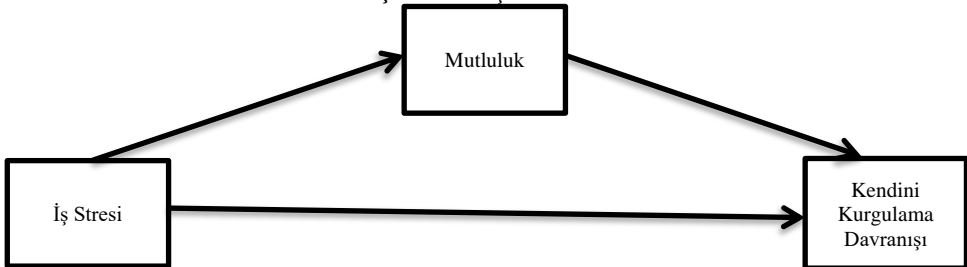 Mutluluk
İş Stresi
Kendini
Kurgulama
Davranışı